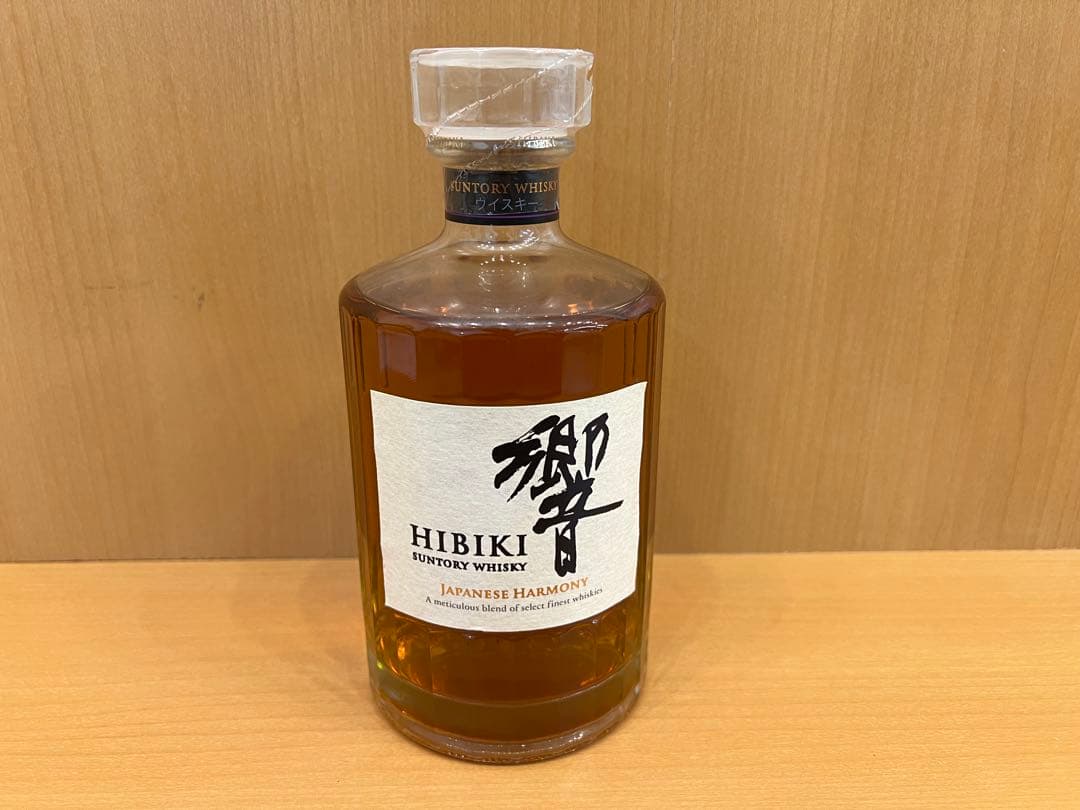 SUNTORY WHISKY
ウイスキー
響
HIBIKI
SUNTORY WHISKY
JAPANESE HARMONY
A meticulous blend of select finest whiskies